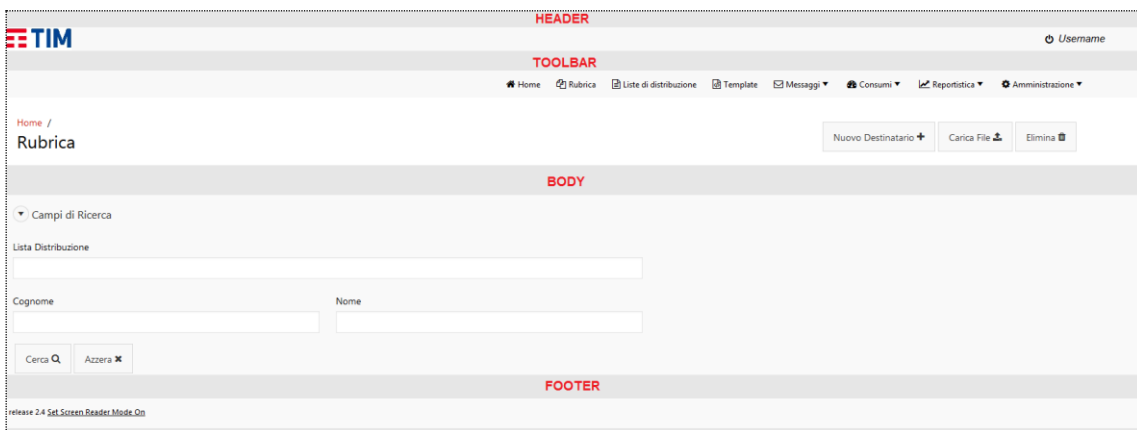 HEADER
TIM
Username
TOOLBAR
Home Rubrica Liste di distribuzione Template Messaggi Consumi Reportistica Amministrazione
Home /
Rubrica
Nuovo Destinatario Carica File Elimina
BODY
Campi di Ricerca
Lista Distribuzione
Cognome Nome
Cerca Azzera
FOOTER
release 2.4 Set Screen Reader Mode On